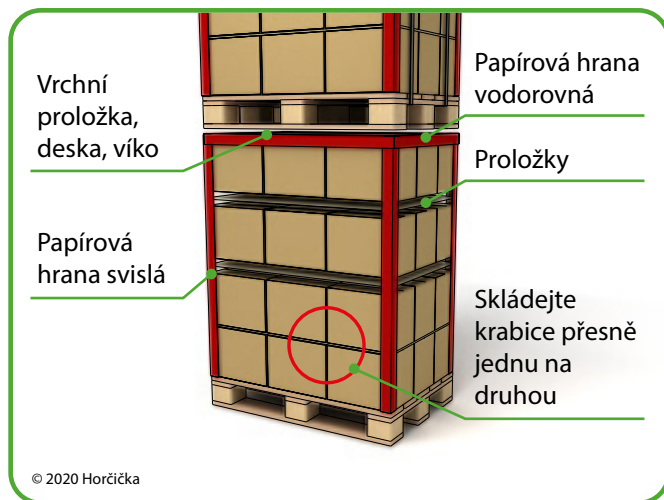 Vrchní
proložka,
deska, víko
Papírová
hrana svislá
Papírová hrana
vodorovná
Proložky
Skládejte
krabice přesně
jednu na
druhou
© 2020 Horčička